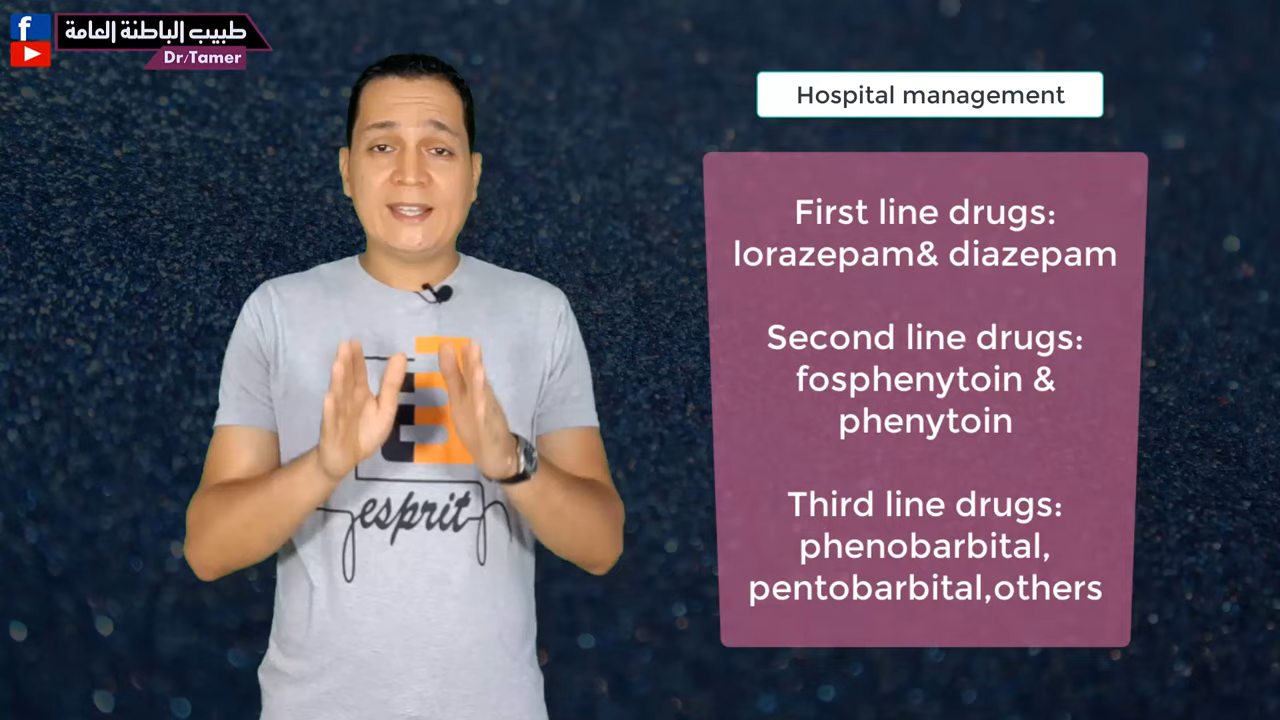 f
طبيب الباطنة العامة
Dr/Tamer
Hospital management
First line drugs:
lorazepam& diazepam
Second line drugs:
fosphenytoin &
phenytoin
Third line drugs:
phenobarbital,
pentobarbital,others
esprit